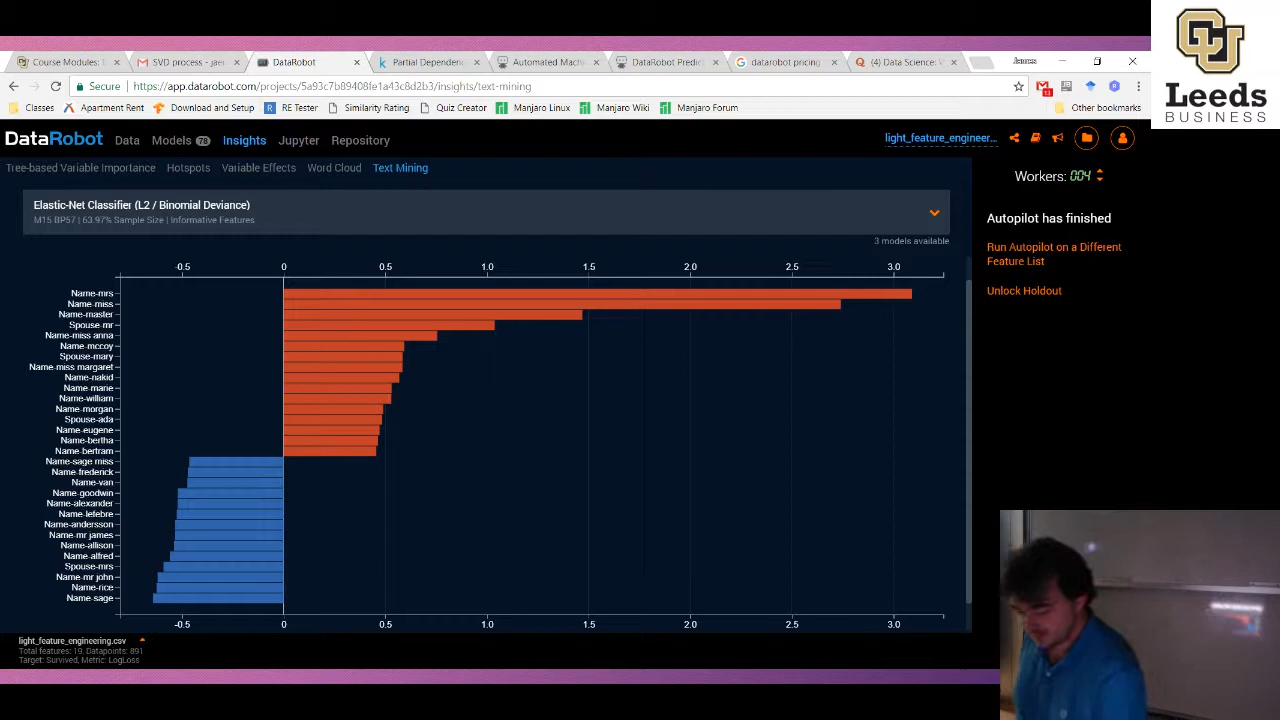 Course Modules:
SVD process - jaen
DataRobot
Partial Dependenc
Automated Machi
DataRobot Predict
datarobot pricing
(4) Data Science:
Secure
https://app.datarobot.com/projects/5a93c7b89408fe1a43c8d2b3/insights/text-mining
Classes
Apartment Rent
Download and Setup
RE Tester
Similarity Rating
Quiz Creator
Manjaro Linux
Manjaro Wiki
Manjaro Forum
Other bookmarks
CU
Leeds
BUSINESS
DataRobot
Data
Models 78
Insights
Jupyter
Repository
light_feature_engineer...
Tree-based Variable Importance
Hotspots
Variable Effects
Word Cloud
Text Mining
Workers: 004
Elastic-Net Classifier (L2 / Binomial Deviance)
M15 BP57 | 63.97% Sample Size | Informative Features
3 models available
Autopilot has finished
Run Autopilot on a Different
Feature List
Unlock Holdout
-0.5 0 0.5 1.0 1.5 2.0 2.5 3.0
Name-mrs
Name-miss
Name-master
Spouse-mr
Name-miss anna
Name-mccoy
Spouse-mary
Name-miss margaret
Name-nakid
Name-marie
Name-william
Name-morgan
Spouse-ada
Name-eugene
Name-bertha
Name-bertram
Name-sage miss
Name-frederick
Name-van
Name-goodwin
Name-alexander
Name-lefebre
Name-andersson
Name-mr james
Name-allison
Name-alfred
Spouse-mrs
Name-mr john
Name-rice
Name-sage
-0.5 0 0.5 1.0 1.5 2.0 2.5 3.0
light_feature_engineering.csv
Total features: 19, Datapoints: 891
Target: Survived, Metric: LogLoss